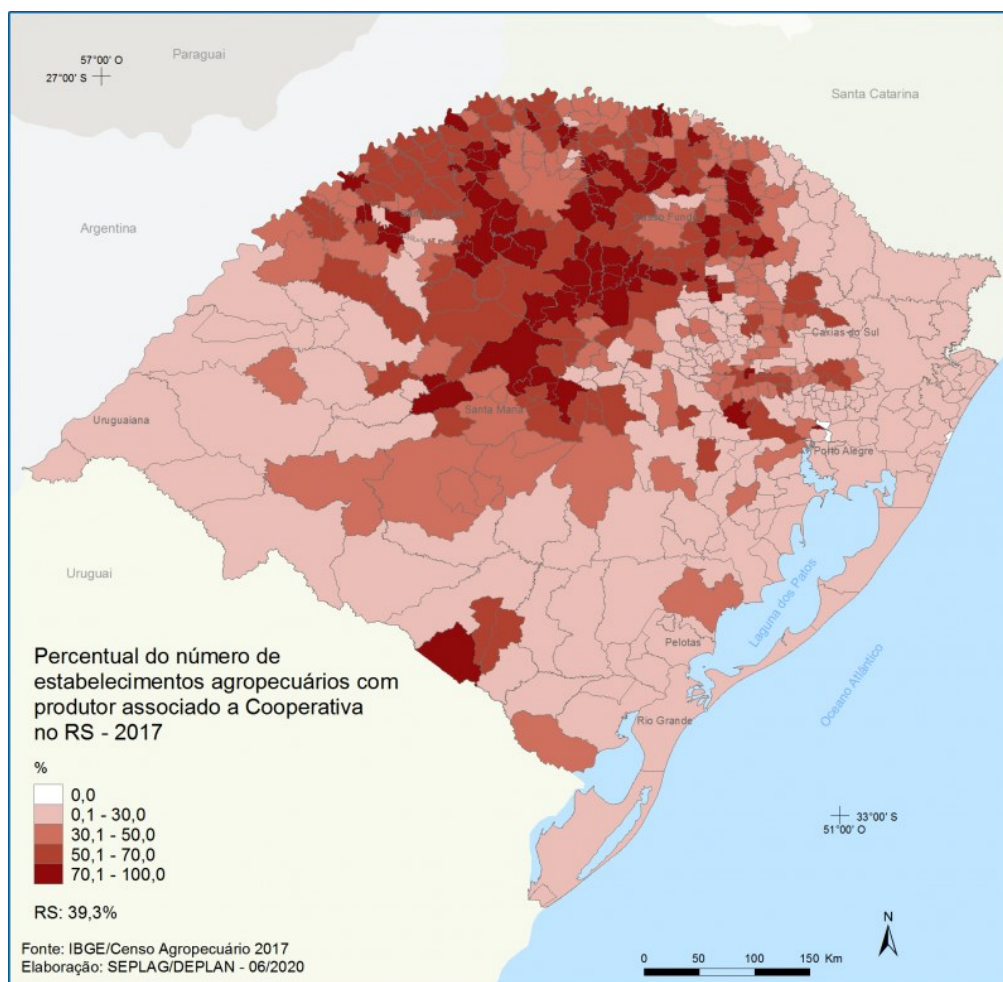 Paraguai
57°00' O
27°00' S
Santa Catarina
Argentina
Passo Fundo
Caxias do Sul
Santa Maria
Uruguaiana
Porto Alegre
Uruguai
Laguna dos Patos
Pelotas
Oceano Atlântico
Rio Grande
Percentual do número de
estabelecimentos agropecuários com
produtor associado a Cooperativa
no RS - 2017
%
0,0
0,1 - 30,0
30,1 - 50,0
50,1 - 70,0
70,1 - 100,0
33°00' S
51°00' O
RS: 39,3%
N
Fonte: IBGE/Censo Agropecuário 2017
Elaboração: SEPLAG/DEPLAN - 06/2020
0 50 100 150 Km